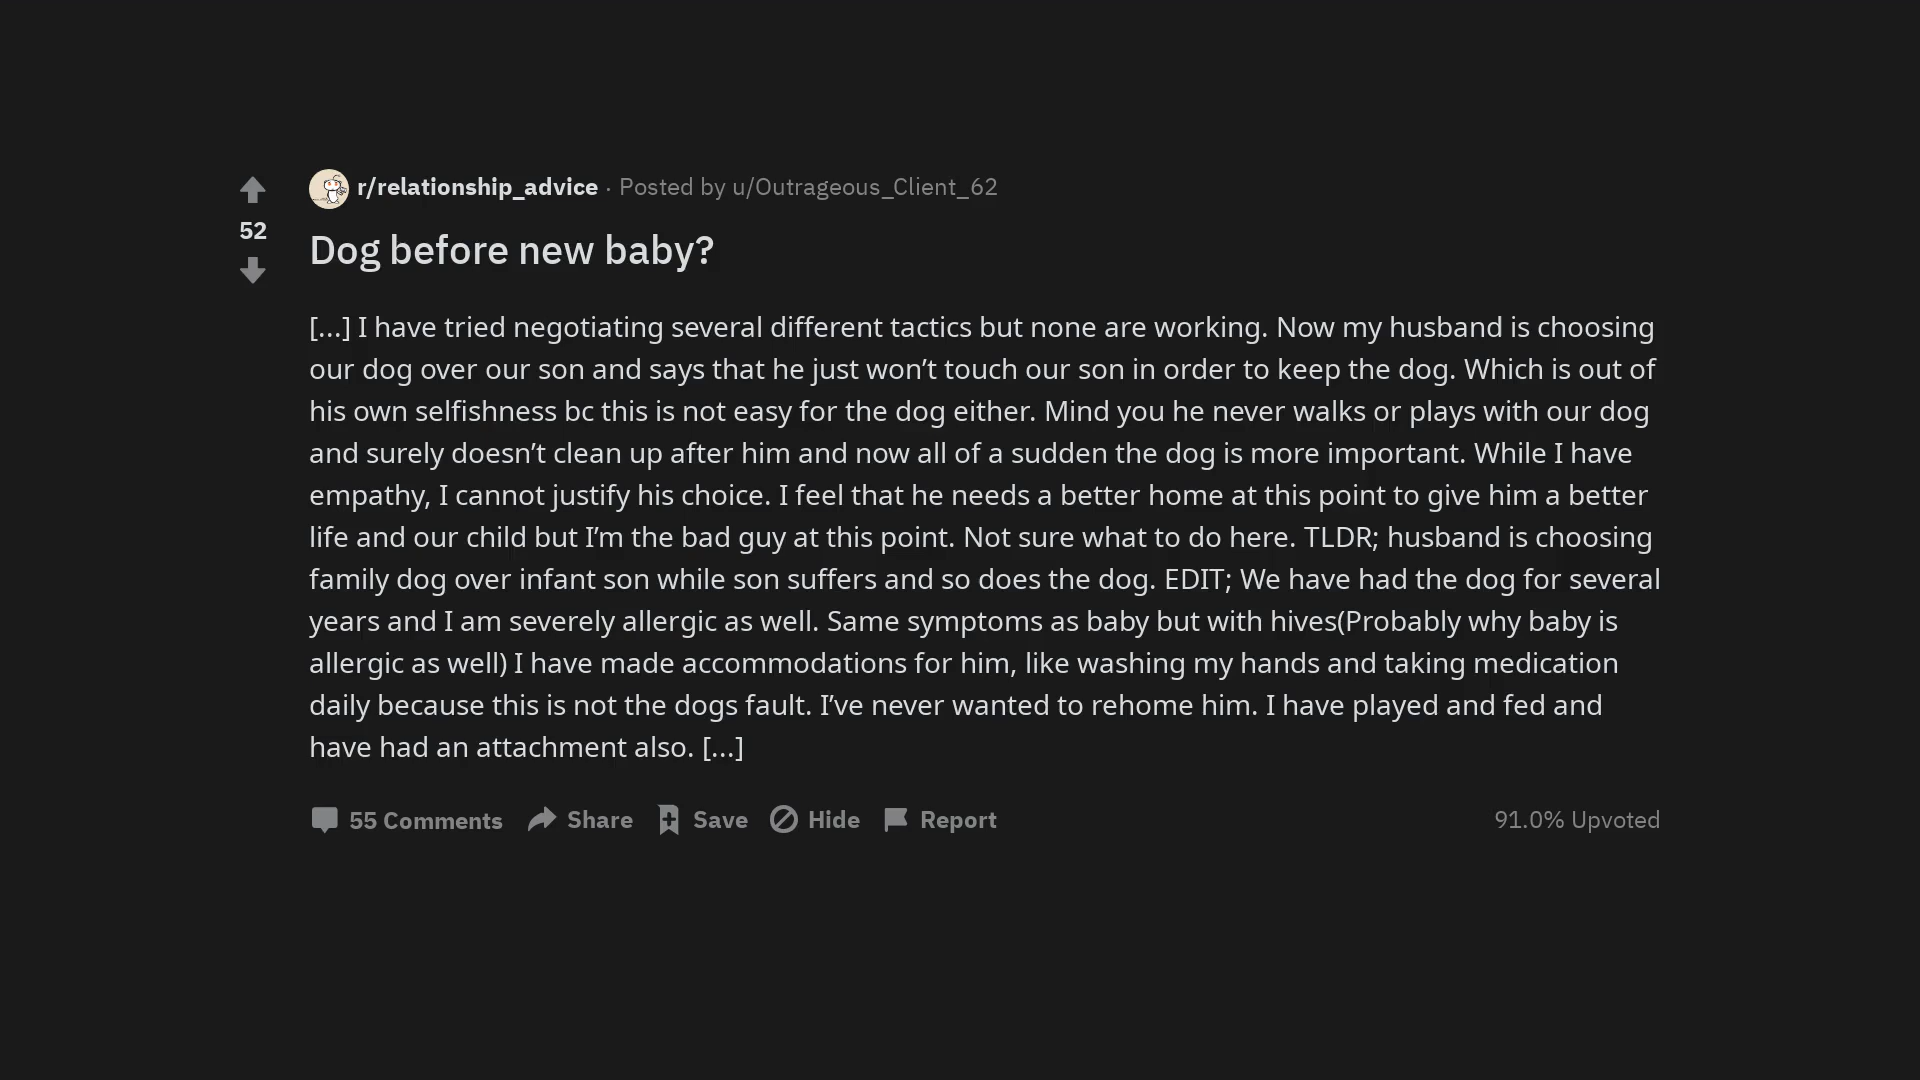 r/relationship_advice · Posted by u/Outrageous_Client_62
52
Dog before new baby?
[...] I have tried negotiating several different tactics but none are working. Now my husband is choosing
our dog over our son and says that he just won’t touch our son in order to keep the dog. Which is out of
his own selfishness bc this is not easy for the dog either. Mind you he never walks or plays with our dog
and surely doesn’t clean up after him and now all of a sudden the dog is more important. While I have
empathy, I cannot justify his choice. I feel that he needs a better home at this point to give him a better
life and our child but I’m the bad guy at this point. Not sure what to do here. TLDR; husband is choosing
family dog over infant son while son suffers and so does the dog. EDIT; We have had the dog for several
years and I am severely allergic as well. Same symptoms as baby but with hives(Probably why baby is
allergic as well) I have made accommodations for him, like washing my hands and taking medication
daily because this is not the dogs fault. I’ve never wanted to rehome him. I have played and fed and
have had an attachment also. [...]
55 Comments Share Save Hide Report 91.0% Upvoted